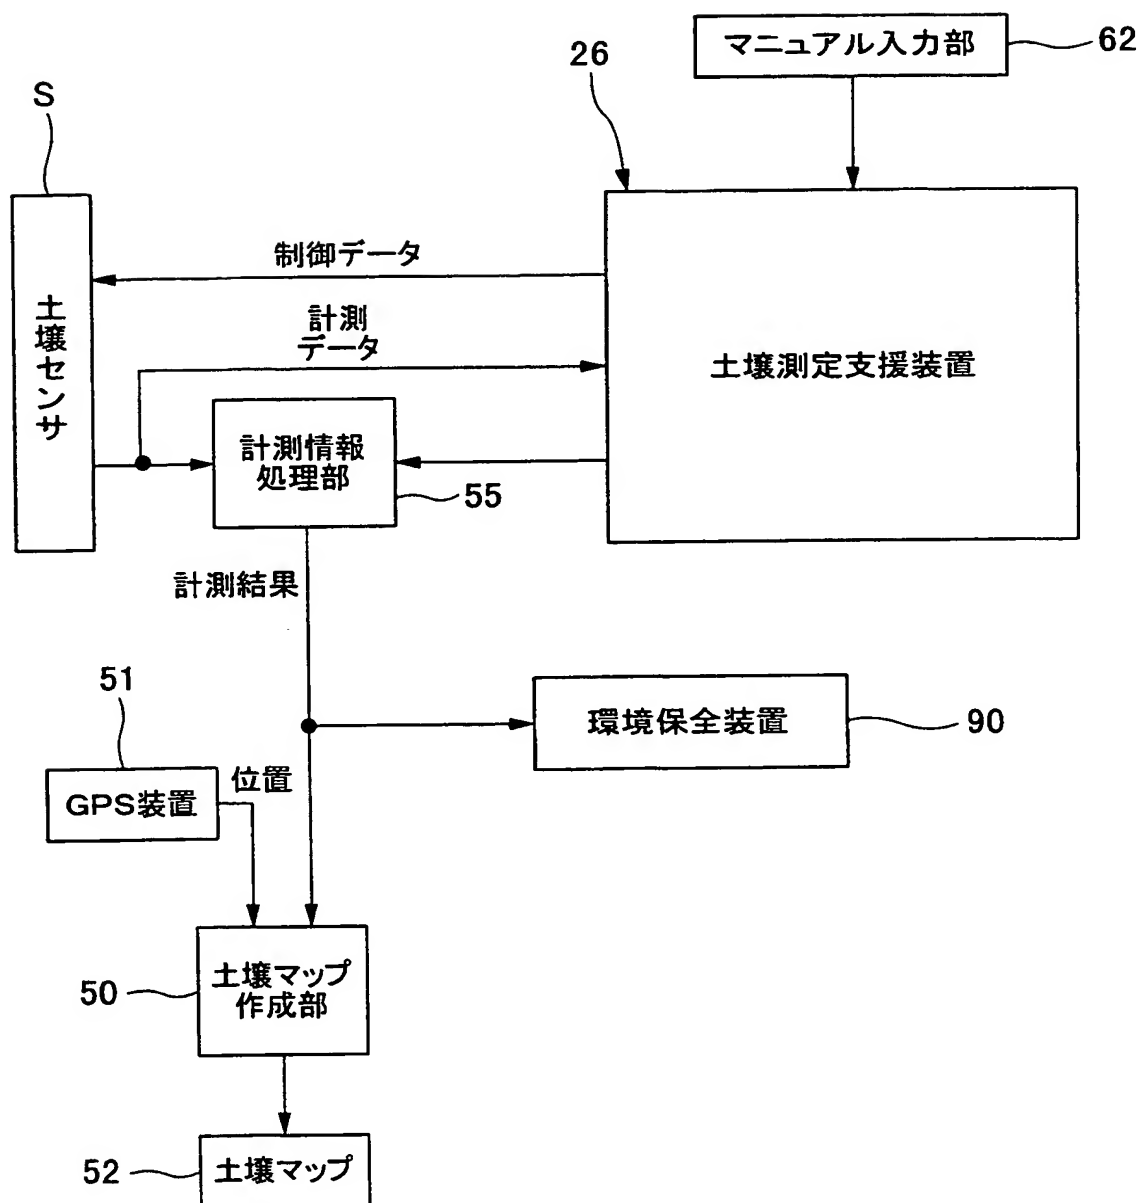 マニュアル入力部
62
26
S
制御データ
計測
データ
土壌センサ
土壌測定支援装置
計測情報
処理部
55
計測結果
51
環境保全装置
90
位置
GPS装置
土壌マップ
作成部
50
52
土壌マップ